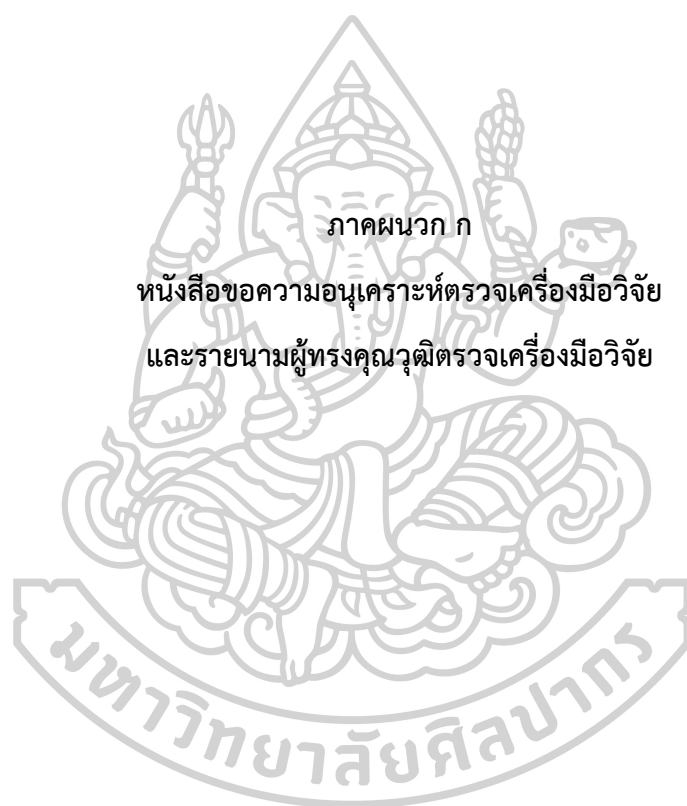 ภาคผนวก ก
หนังสือขอความอนุเคราะห์ตรวจเครื่องมือวิจัย
และรายนามผู้ทรงคุณวุฒิตรวจเครื่องมือวิจัย
มหาวิทยาลัยศิลปากร